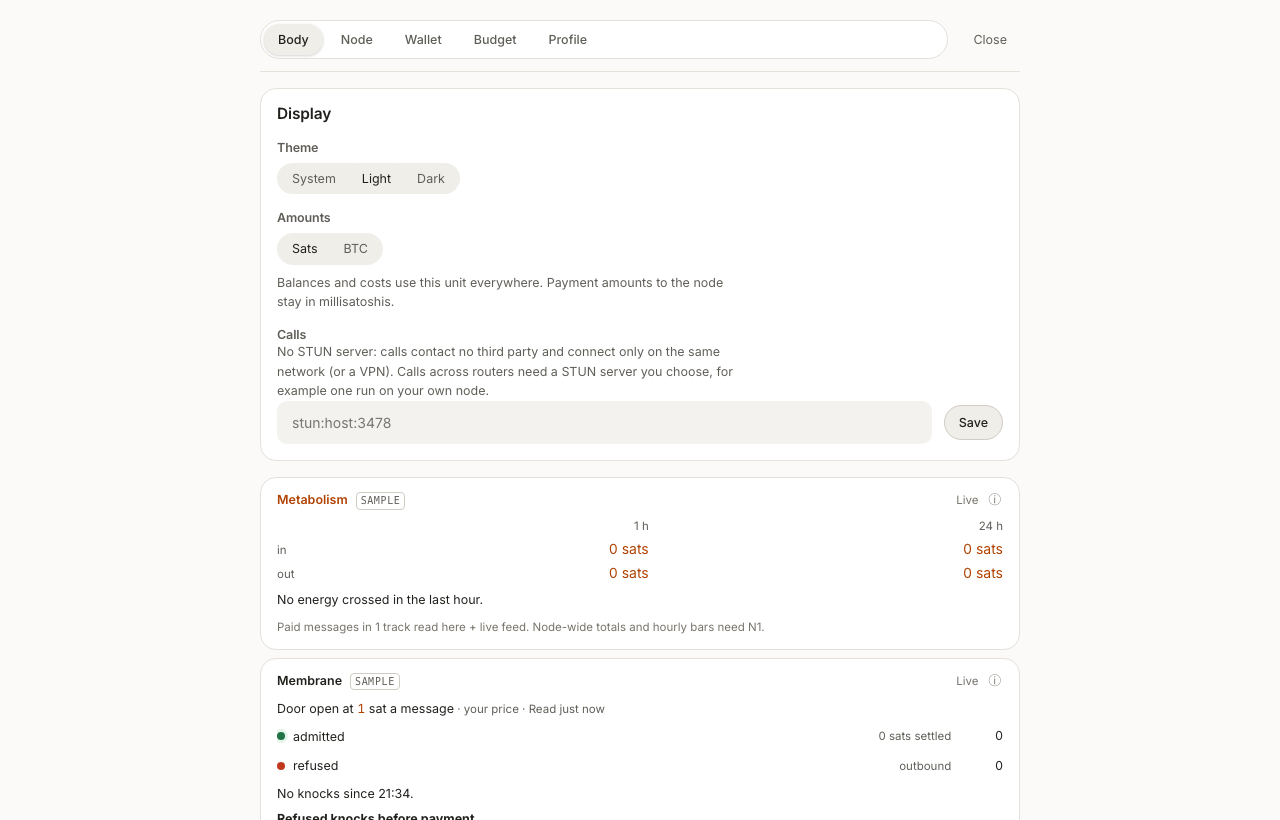 Body Node Wallet Budget Profile Close
Display
Theme
System Light Dark
Amounts
Sats BTC
Balances and costs use this unit everywhere. Payment amounts to the node
stay in millisatoshis.
Calls
No STUN server: calls contact no third party and connect only on the same
network (or a VPN). Calls across routers need a STUN server you choose, for
example one run on your own node.
stun:host:3478 Save
Metabolism SAMPLE Live ⓘ
1 h 24 h
in 0 sats 0 sats
out 0 sats 0 sats
No energy crossed in the last hour.
Paid messages in 1 track read here + live feed. Node-wide totals and hourly bars need N1.
Membrane SAMPLE Live ⓘ
Door open at 1 sat a message · your price · Read just now
admitted 0 sats settled 0
refused outbound 0
No knocks since 21:34.
Refused knocks before payment